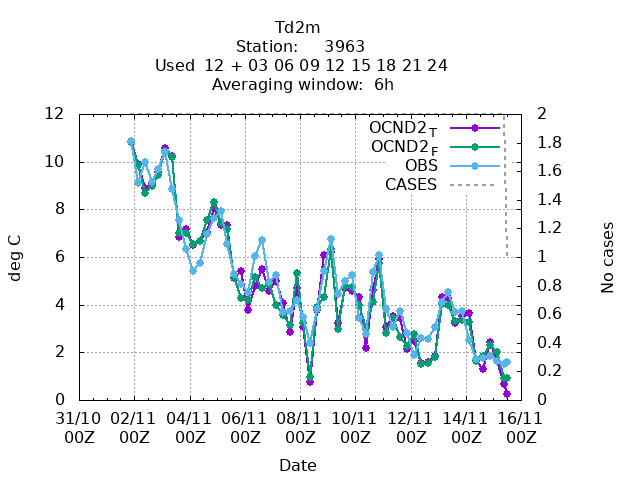 Td2m
Station: 3963
Used 12 + 03 06 09 12 15 18 21 24
Averaging window: 6h
deg C
12
10
8
6
4
2
0
OCND2T
OCND2F
OBS
CASES
2
1.8
1.6
1.4
1.2
1
0.8
0.6
0.4
0.2
0
No cases
31/10 02/11 04/11 06/11 08/11 10/11 12/11 14/11 16/11
00Z 00Z 00Z 00Z 00Z 00Z 00Z 00Z 00Z
Date